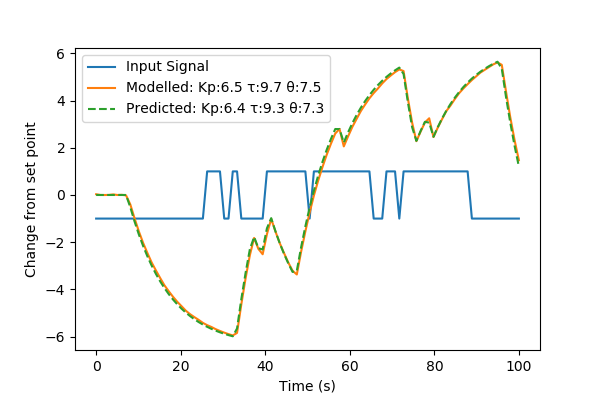 6
4
2
0
−2
−4
−6
Change from set point
Input Signal
Modelled: Kp:6.5 τ:9.7 θ:7.5
Predicted: Kp:6.4 τ:9.3 θ:7.3
0 20 40 60 80 100
Time (s)